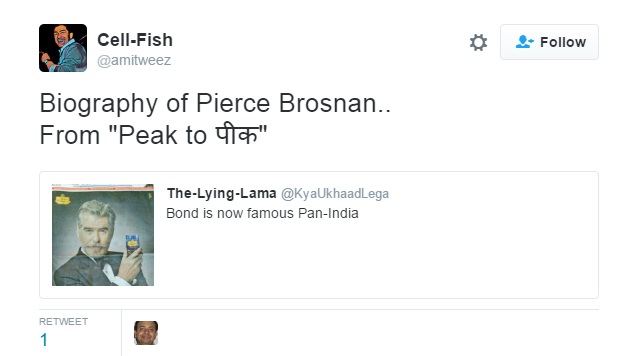 Cell-Fish
@amitweez
Follow
Biography of Pierce Brosnan..
From "Peak to पीक"
The-Lying-Lama @KyaUkhaadLega
Bond is now famous Pan-India
RETWEET
1